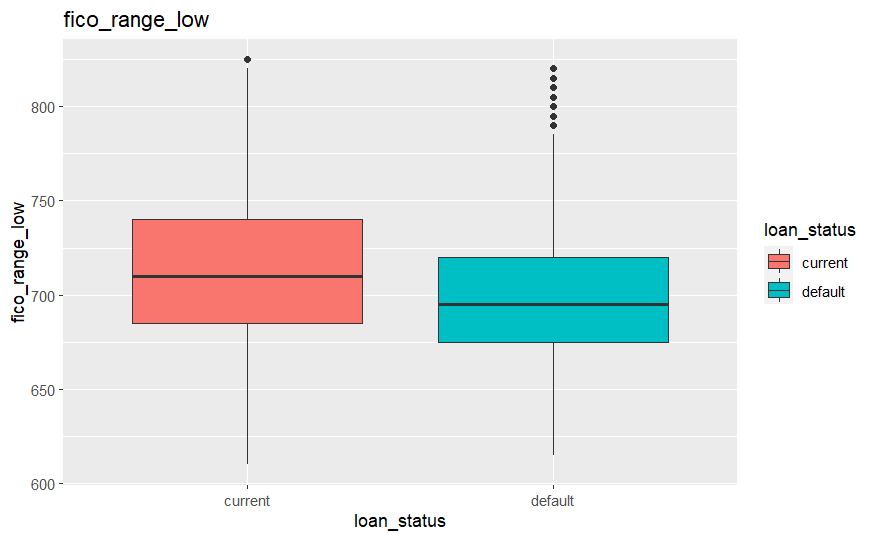 fico_range_low
fico_range_low
800
750
700
650
600
current
default
loan_status
loan_status
current
default